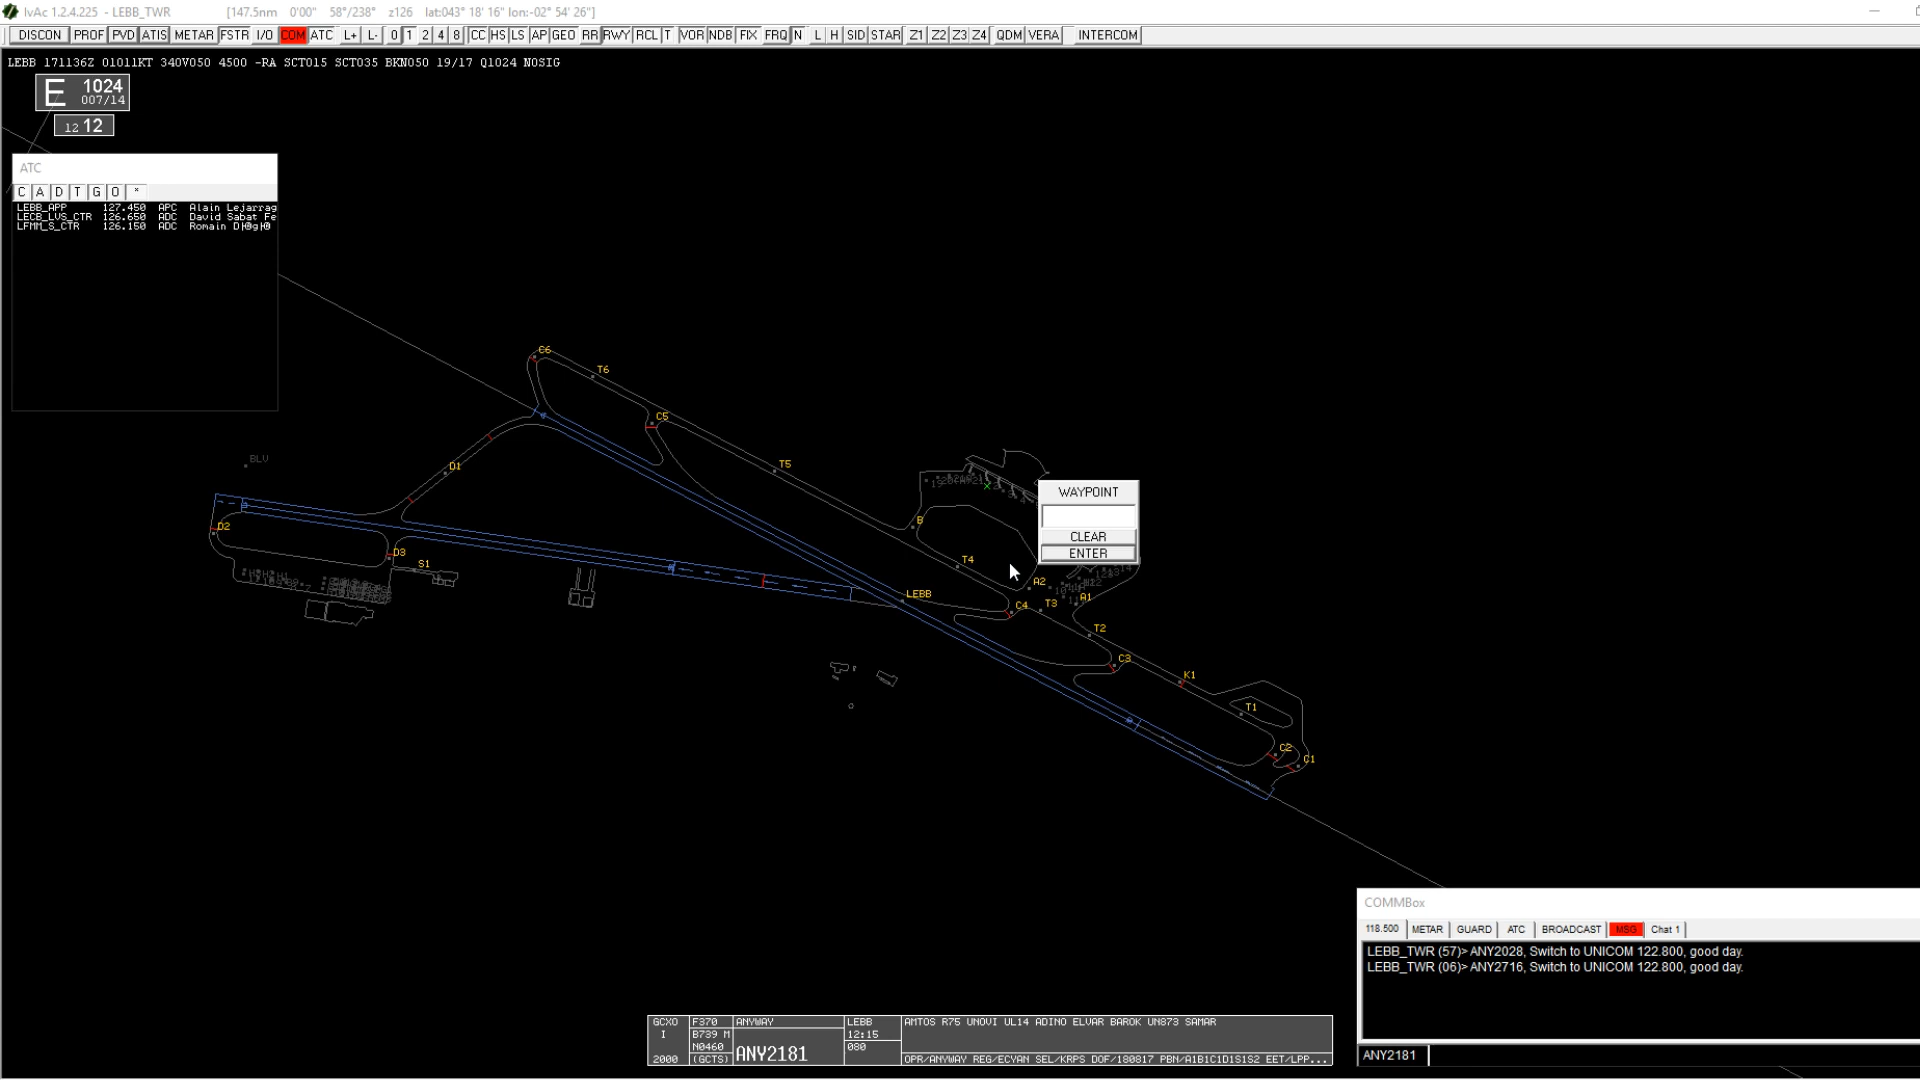 IvAc 1.2.4.225 - LEBB_TWR [147.5nm 0'00" 58°/238° z126 lat:043° 18' 16" lon:-02° 54' 26"]
DISCON PROF PVD ATIS METAR FSTR I/O COM ATC L+ L- 0 1 2 4 8 CC HS LS AP GEO RR RWY RCL T VOR NDB FIX FRQ N L H SID STAR Z1 Z2 Z3 Z4 QDM VERA INTERCOM
LEBB 171136Z 01011KT 340V050 4500 -RA SCT015 SCT035 BKN050 19/17 Q1024 NOSIG
E 1024
007/14
12 12
ATC
C A D T G O *
LEBB_APP 127.450 APC Alain Lejarrag
LECB_LVS_CTR 126.650 ADC David Sabat Fe
LFMM_S_CTR 126.150 ADC Romain
C6
T6
C5
BLV
D1
T5
WAYPOINT
CLEAR
ENTER
B
D2
D3
S1
T4
A2
LEBB
C4
T3
A1
T2
C3
K1
T1
C2
C1
COMMBox
118.500 METAR GUARD ATC BROADCAST MSG Chat 1
LEBB_TWR (57)> ANY2028, Switch to UNICOM 122.800, good day.
LEBB_TWR (06)> ANY2716, Switch to UNICOM 122.800, good day.
ANY2181
GCXO F370 ANYWAY LEBB AMTOS R75 UNOVI UL14 ADINO ELVAR BAROK UN873 SAMAR
I B739 M 12:15
N0460 ANY2181 080
2000 (GCTS) OPR/ANYWAY REG/ECYAN SEL/KRPS DOF/180817 PBN/A1B1C1D1S1S2 EET/LPP...